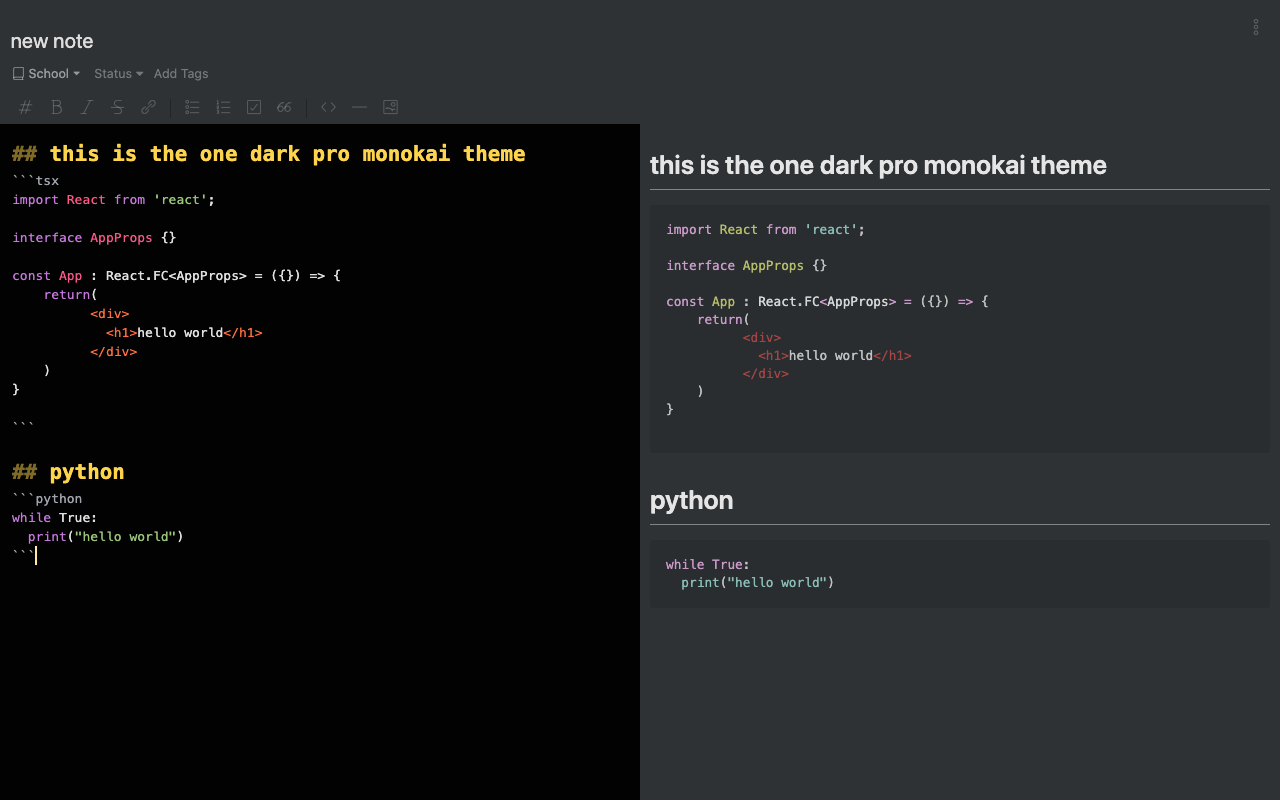 new note
School Status Add Tags
## this is the one dark pro monokai theme
```tsx
import React from 'react';
interface AppProps {}
const App : React.FC<AppProps> = ({}) => {
    return(
          <div>
            <h1>hello world</h1>
          </div>
    )
}
```
## python
```python
while True:
  print("hello world")
```
this is the one dark pro monokai theme
import React from 'react';
interface AppProps {}
const App : React.FC<AppProps> = ({}) => {
    return(
          <div>
            <h1>hello world</h1>
          </div>
    )
}
python
while True:
  print("hello world")